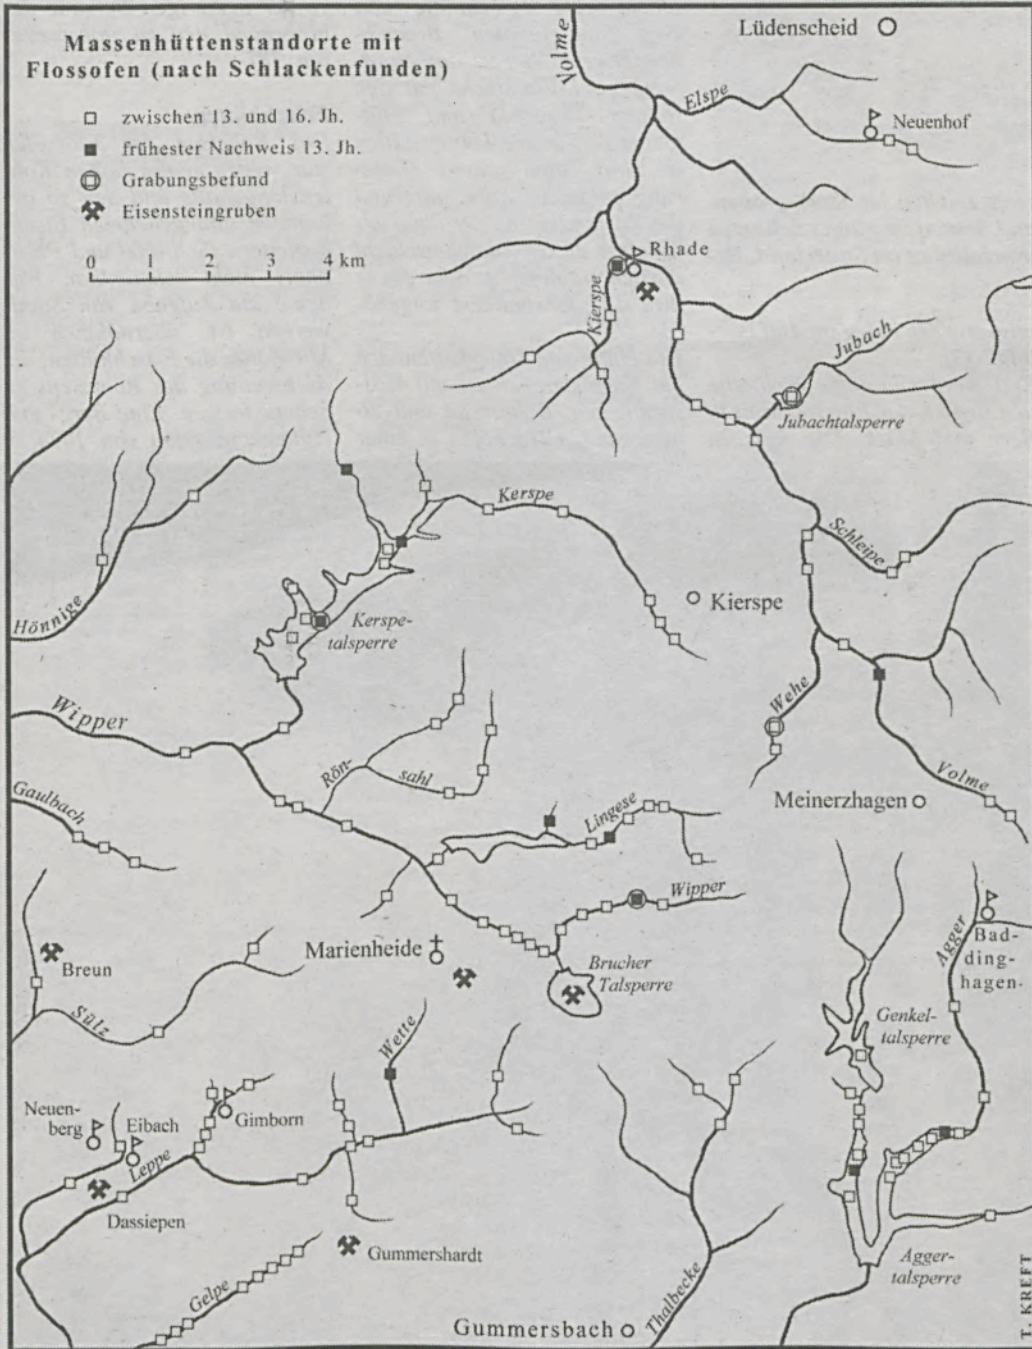 Massenhüttenstandorte mit
Flossofen (nach Schlackenfunden)
zwischen 13. und 16. Jh.
frühester Nachweis 13. Jh.
Grabungsbefund
Eisensteingruben
0 1 2 3 4 km
Volme
Lüdenscheid
Elspe
Neuenhof
Rhade
Kierspe
Jubach
Jubachtalsperre
Kerspe
Schleipe
Hönnige
Kerspe-
talsperre
Kierspe
Wipper
Wehe
Rön-
sahl
Volme
Gaulbach
Lingese
Meinerzhagen
Wipper
Marienheide
Agger
Bad-
ding-
hagen
Breun
Brucher
Talsperre
Sülz
Genkel-
talsperre
Wette
Neuen-
berg
Eibach
Gimborn
Leppe
Dassiepen
Gummershardt
Agger-
talsperre
Gelpe
Thalbecke
Gummersbach
T. KREFT